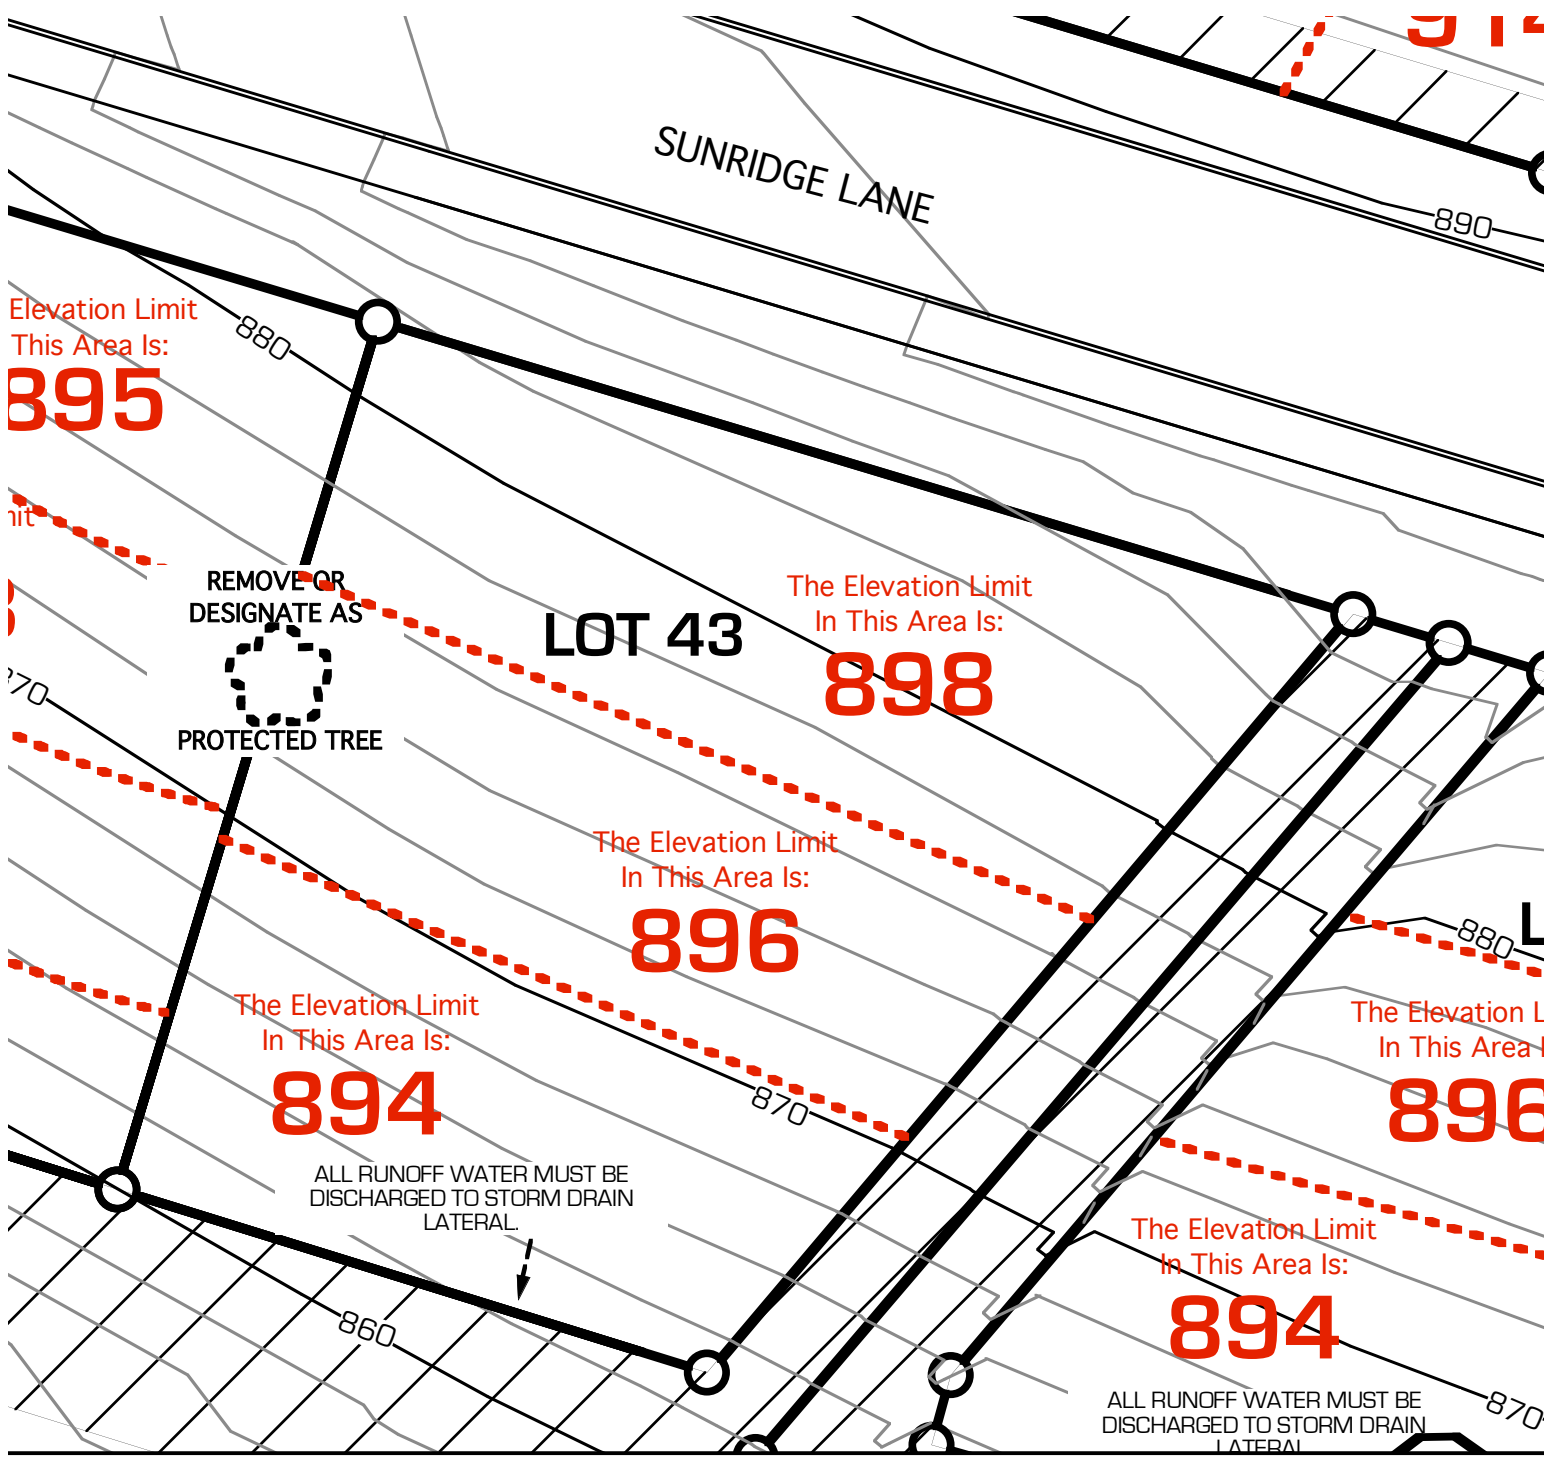 SUNRIDGE LANE
890
Elevation Limit
This Area Is:
895
880
REMOVE OR
DESIGNATE AS
PROTECTED TREE
LOT 43
The Elevation Limit
In This Area Is:
898
The Elevation Limit
In This Area Is:
896
The Elevation Limit
In This Area Is:
894
870
ALL RUNOFF WATER MUST BE
DISCHARGED TO STORM DRAIN
LATERAL.
860
880
The Elevation
In This Area
896
The Elevation Limit
In This Area Is:
894
870
ALL RUNOFF WATER MUST BE
DISCHARGED TO STORM DRAIN
LATERAL